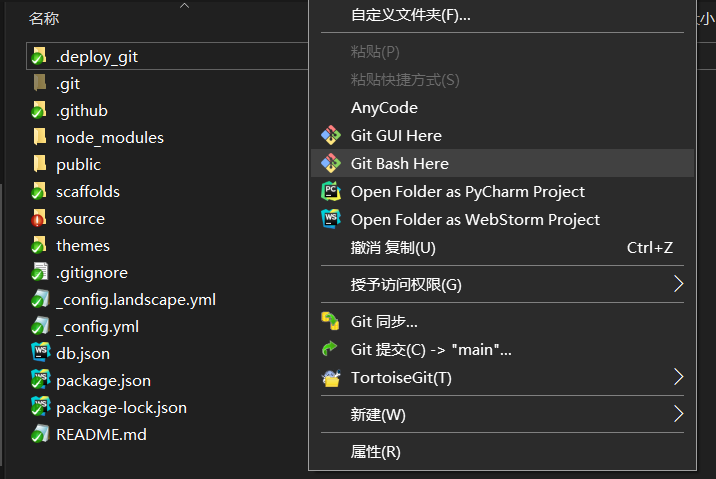 名称
.deploy_git
.git
.github
node_modules
public
scaffolds
source
themes
.gitignore
_config.landscape.yml
_config.yml
db.json
package.json
package-lock.json
README.md
小
自定义文件夹(F)...
粘贴(P)
粘贴快捷方式(S)
AnyCode
Git GUI Here
Git Bash Here
Open Folder as PyCharm Project
Open Folder as WebStorm Project
撤消 复制(U) Ctrl+Z
授予访问权限(G)
Git 同步...
Git 提交(C) -> "main"...
TortoiseGit(T)
新建(W)
属性(R)